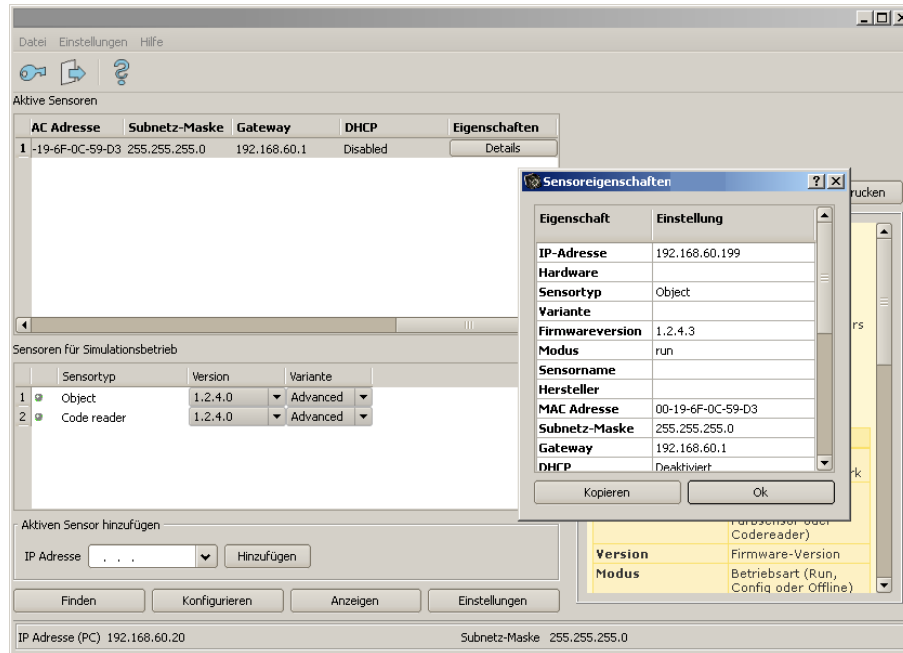 Datei Einstellungen Hilfe
Aktive Sensoren
AC Adresse Subnetz-Maske Gateway DHCP Eigenschaften
1 -19-6F-0C-59-D3 255.255.255.0 192.168.60.1 Disabled Details
Sensoreigenschaften
rucken
Eigenschaft Einstellung
IP-Adresse 192.168.60.199
Hardware
Sensortyp Object
Variante
Firmwareversion 1.2.4.3
Modus run
Sensorname
Hersteller
MAC Adresse 00-19-6F-0C-59-D3
Subnetz-Maske 255.255.255.0
Gateway 192.168.60.1
DHCP Deaktiviert
Kopieren Ok
rs
rk
Sensoren für Simulationsbetrieb
Sensortyp Version Variante
1 Object 1.2.4.0 Advanced
2 Code reader 1.2.4.0 Advanced
Aktiven Sensor hinzufügen
IP Adresse . . . Hinzufügen
Farbsensor oder
Codereader)
Version Firmware-Version
Modus Betriebsart (Run,
Config oder Offline)
Finden Konfigurieren Anzeigen Einstellungen
IP Adresse (PC) 192.168.60.20 Subnetz-Maske 255.255.255.0